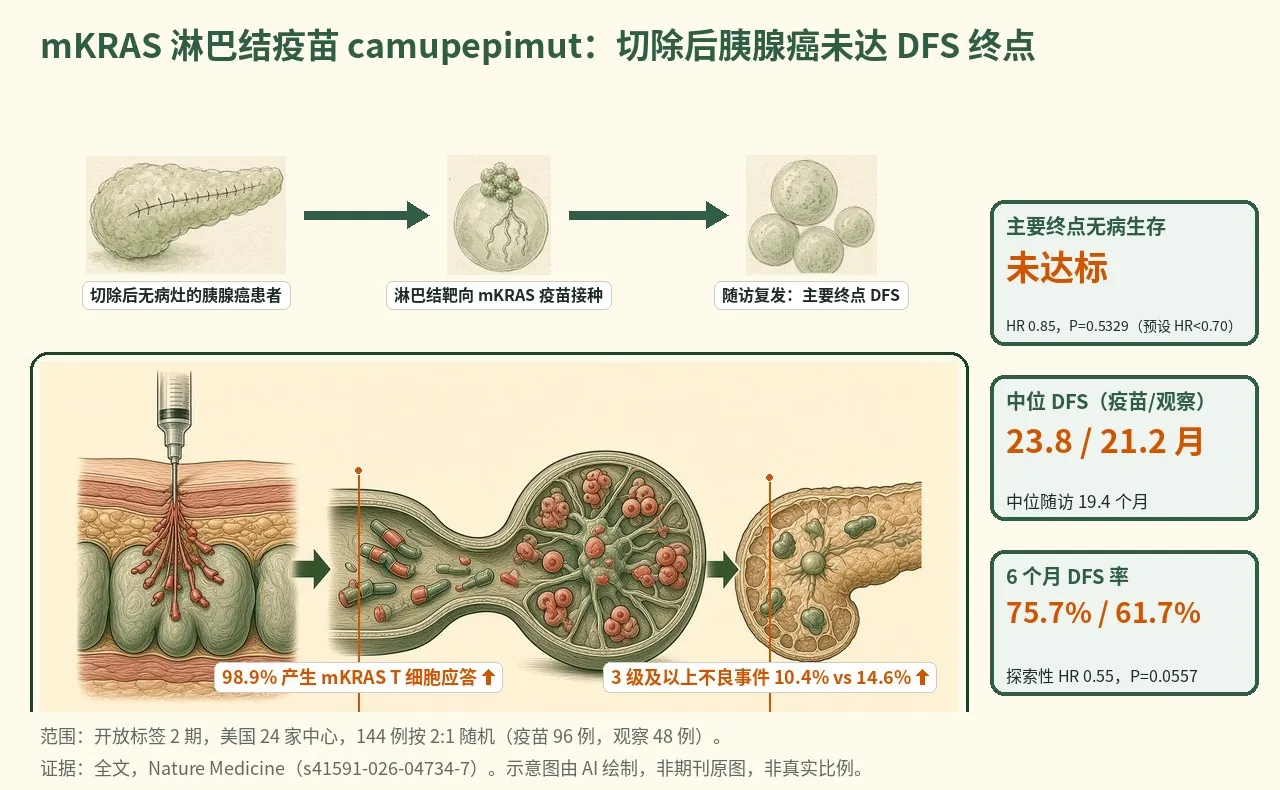 mKRAS 淋巴结疫苗 camupepimut：切除后胰腺癌未达 DFS 终点
切除后无病灶的胰腺癌患者
淋巴结靶向 mKRAS 疫苗接种
随访复发：主要终点 DFS
主要终点无病生存
未达标
HR 0.85，P=0.5329（预设 HR<0.70）
中位 DFS（疫苗/观察）
23.8 / 21.2 月
中位随访 19.4 个月
6 个月 DFS 率
75.7% / 61.7%
探索性 HR 0.55，P=0.0557
98.9% 产生 mKRAS T 细胞应答 ⬆
3 级及以上不良事件 10.4% vs 14.6% ⬆
范围：开放标签 2 期，美国 24 家中心，144 例按 2:1 随机（疫苗 96 例，观察 48 例）。
证据：全文，Nature Medicine（s41591-026-04734-7）。示意图由 AI 绘制，非期刊原图，非真实比例。